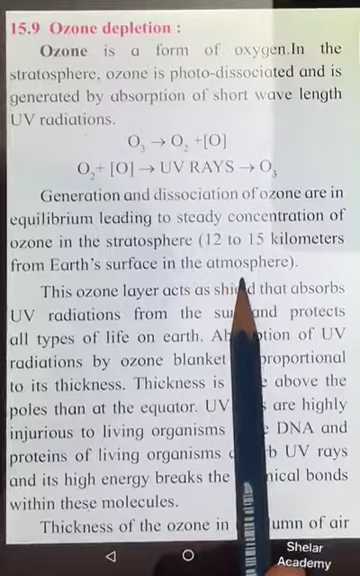 15.9 Ozone depletion :
Ozone is a form of oxygen.In the
stratosphere, ozone is photo-dissociated and is
generated by absorption of short wave length
UV radiations.
O₃ → O₂ +[O]
O₂+ [O] → UV RAYS → O₃
Generation and dissociation of ozone are in
equilibrium leading to steady concentration of
ozone in the stratosphere (12 to 15 kilometers
from Earth's surface in the atmosphere).
This ozone layer acts as shield that absorbs
UV radiations from the sun and protects
all types of life on earth. of UV
radiations by ozone blanket proportional
to its thickness. Thickness is above the
poles than at the equator. UV are highly
injurious to living organisms DNA and
proteins of living organisms UV rays
and its high energy breaks the bonds
within these molecules.
Thickness of the ozone in of air
Shelar
Academy